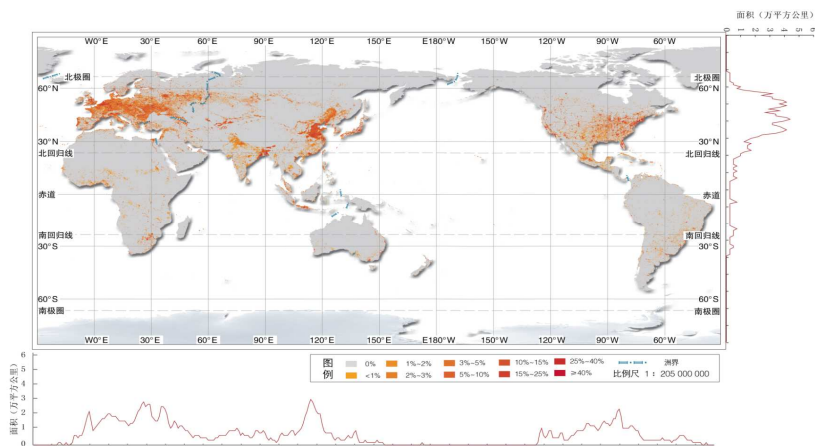 面积（万平方公里）
0 1 2 3 4 5 6
W0°E 30°E 60°E 90°E 120°E 150°E E180°W 150°W 120°W 90°W 60°W
北极圈 北极圈
60°N 60°N
30°N 30°N
北回归线 北回归线
赤道 赤道
南回归线 南回归线
30°S 30°S
60°S 60°S
南极圈 南极圈
W0°E 30°E 60°E 90°E 120°E 150°E E180°W 150°W 120°W 90°W 60°W
图例
0% 1%~2% 3%~5% 10%~15% 25%~40% 洲界
<1% 2%~3% 5%~10% 15%~25% ≥40% 比例尺 1：205 000 000
面积（万平方公里）
6
5
4
3
2
1
0